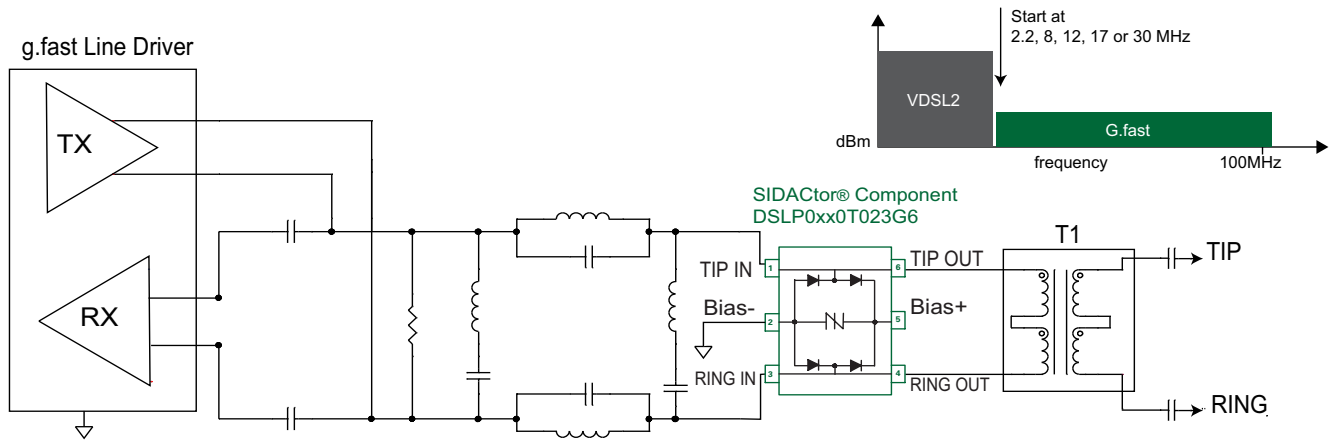 g.fast Line Driver
TX
RX
Start at
2.2, 8, 12, 17 or 30 MHz
VDSL2
G.fast
dBm
frequency
100MHz
SIDACtor® Component
DSLP0xx0T023G6
TIP IN
1
6
TIP OUT
Bias-
2
5
Bias+
RING IN
3
4
RING OUT
T1
TIP
RING